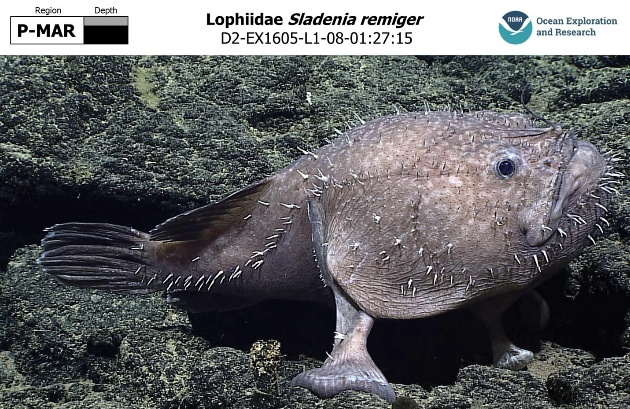 Region
Depth
P-MAR
Lophiidae Sladenia remiger
D2-EX1605-L1-08-01:27:15
NOAA
Ocean Exploration
and Research